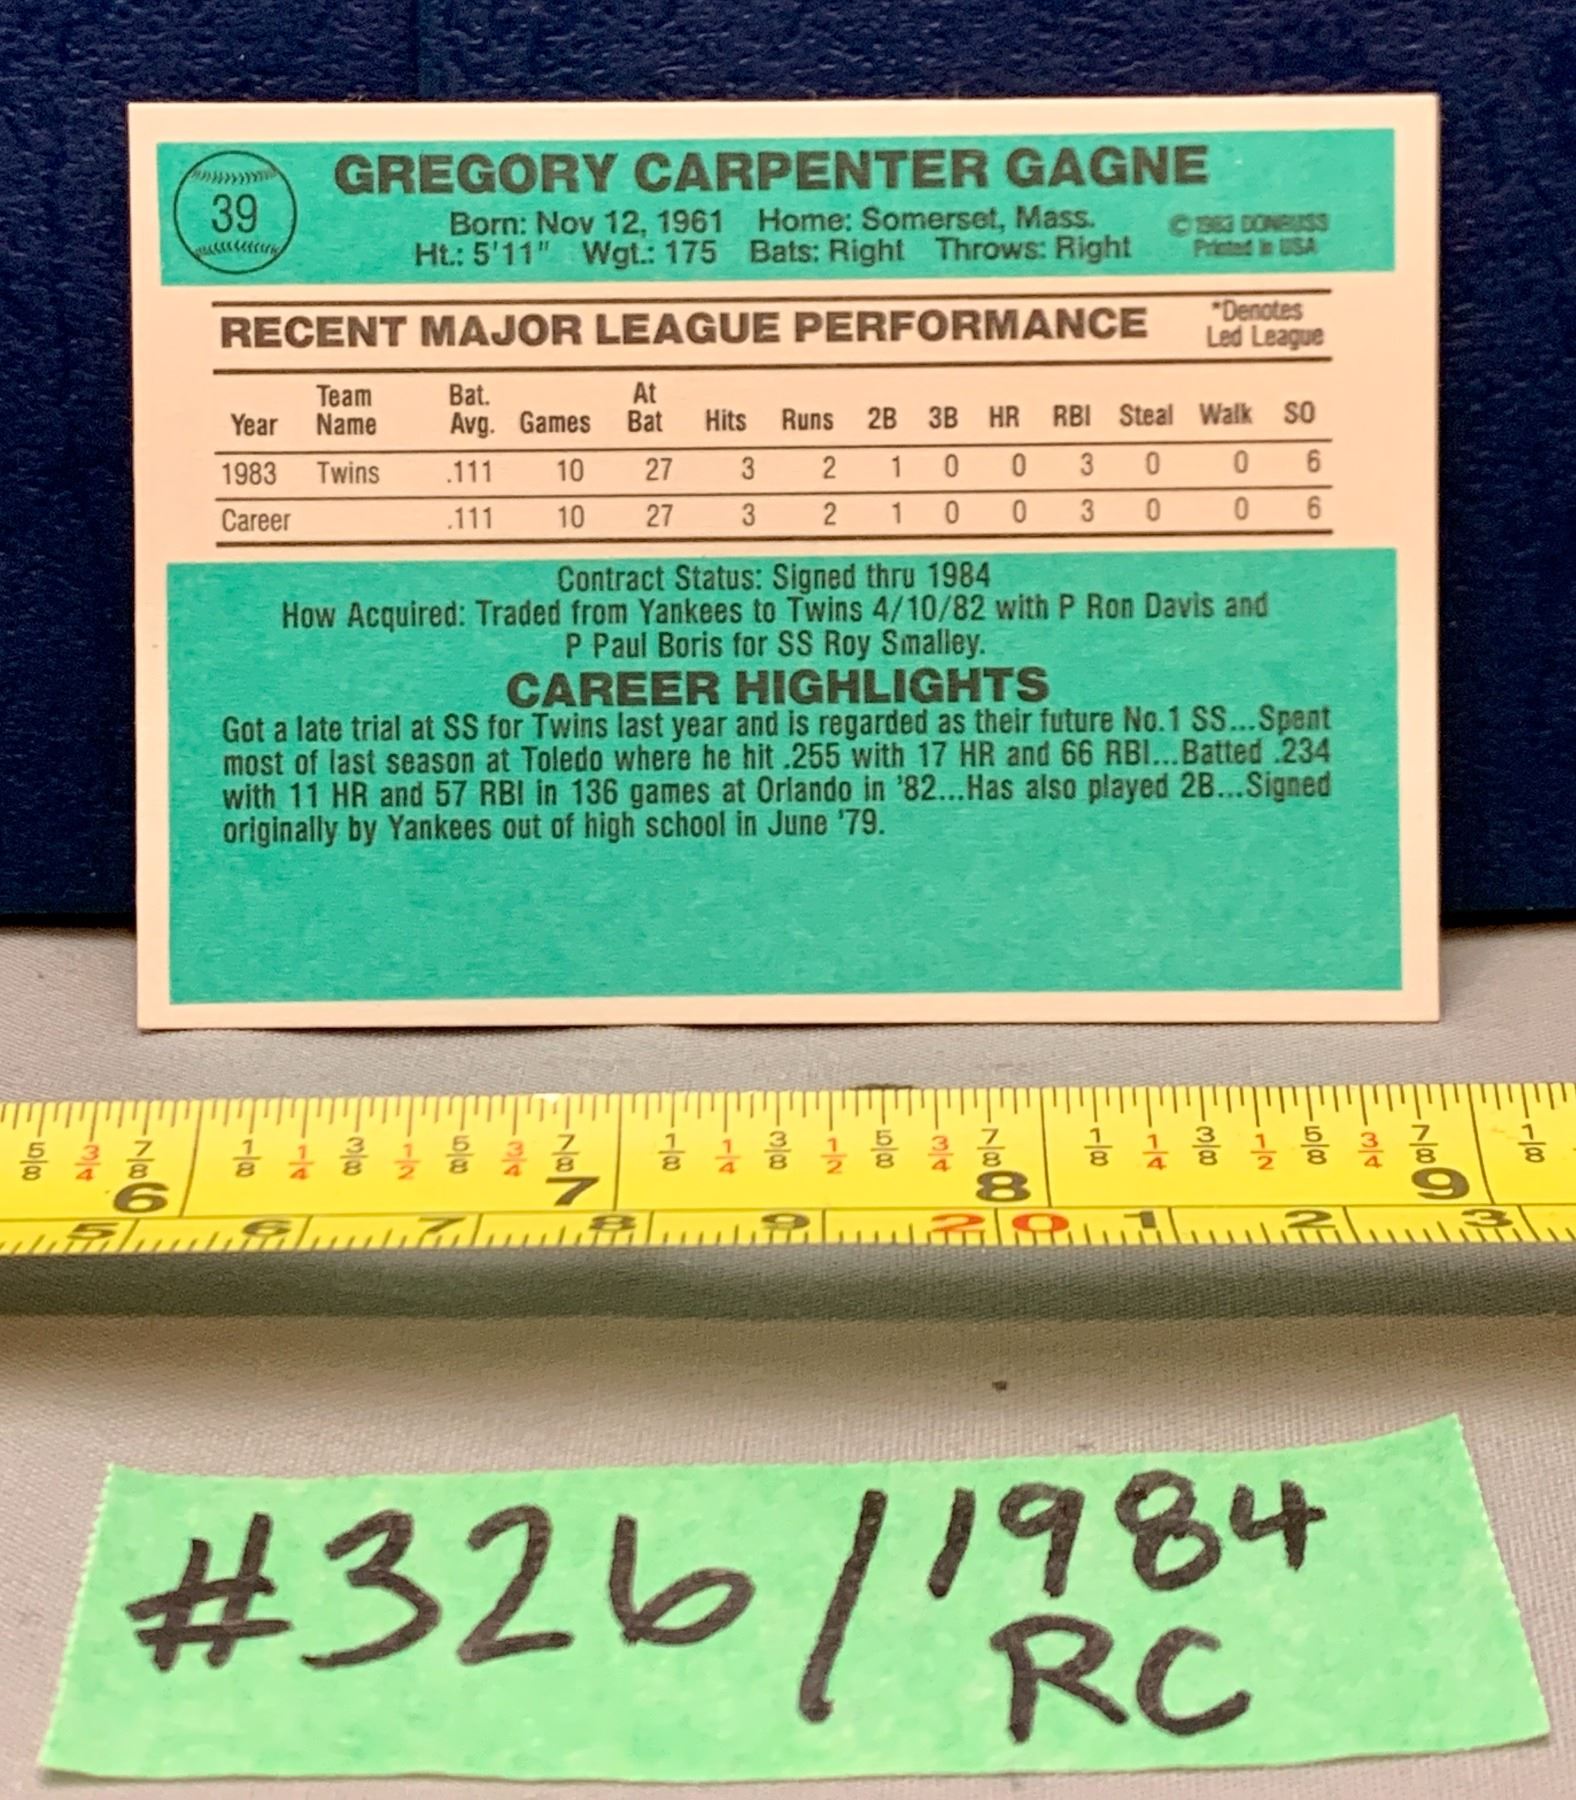 39
GREGORY CARPENTER GAGNE
Born: Nov 12, 1961 Home: Somerset, Mass.
Ht.: 5'11" Wgt.: 175 Bats: Right Throws: Right
© 1983 DONRUSS
Printed in USA
RECENT MAJOR LEAGUE PERFORMANCE
*Denotes
Led League
Year Team Name Bat. Avg. Games At Bat Hits Runs 2B 3B HR RBI Steal Walk SO
1983 Twins .111 10 27 3 2 1 0 0 3 0 0 6
Career .111 10 27 3 2 1 0 0 3 0 0 6
Contract Status: Signed thru 1984
How Acquired: Traded from Yankees to Twins 4/10/82 with P Ron Davis and
P Paul Boris for SS Roy Smalley.
CAREER HIGHLIGHTS
Got a late trial at SS for Twins last year and is regarded as their future No.1 SS...Spent
most of last season at Toledo where he hit .255 with 17 HR and 66 RBI...Batted .234
with 11 HR and 57 RBI in 136 games at Orlando in '82...Has also played 2B...Signed
originally by Yankees out of high school in June '79.
5/8 3/4 7/8 1/8 1/4 3/8 1/2 5/8 3/4 7/8 1/8 1/4 3/8 1/2 5/8 3/4 7/8 1/8 1/4 3/8 1/2 5/8 3/4 7/8 1/8
6 7 8 9
5 6 7 8 9 20 1 2 3
#326/1984
RC